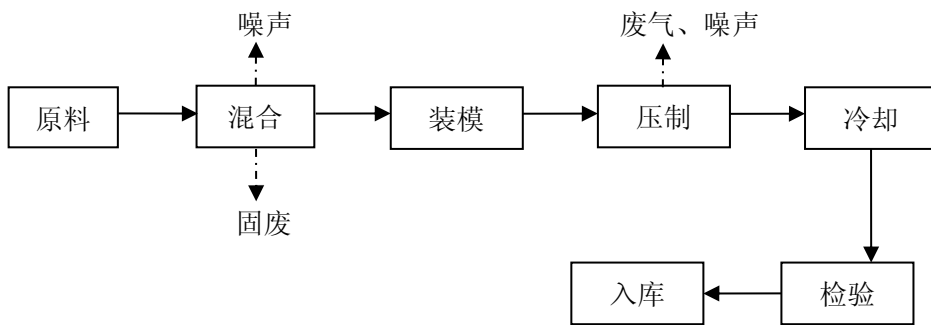 噪声
废气、噪声
原料
混合
装模
压制
冷却
固废
入库
检验